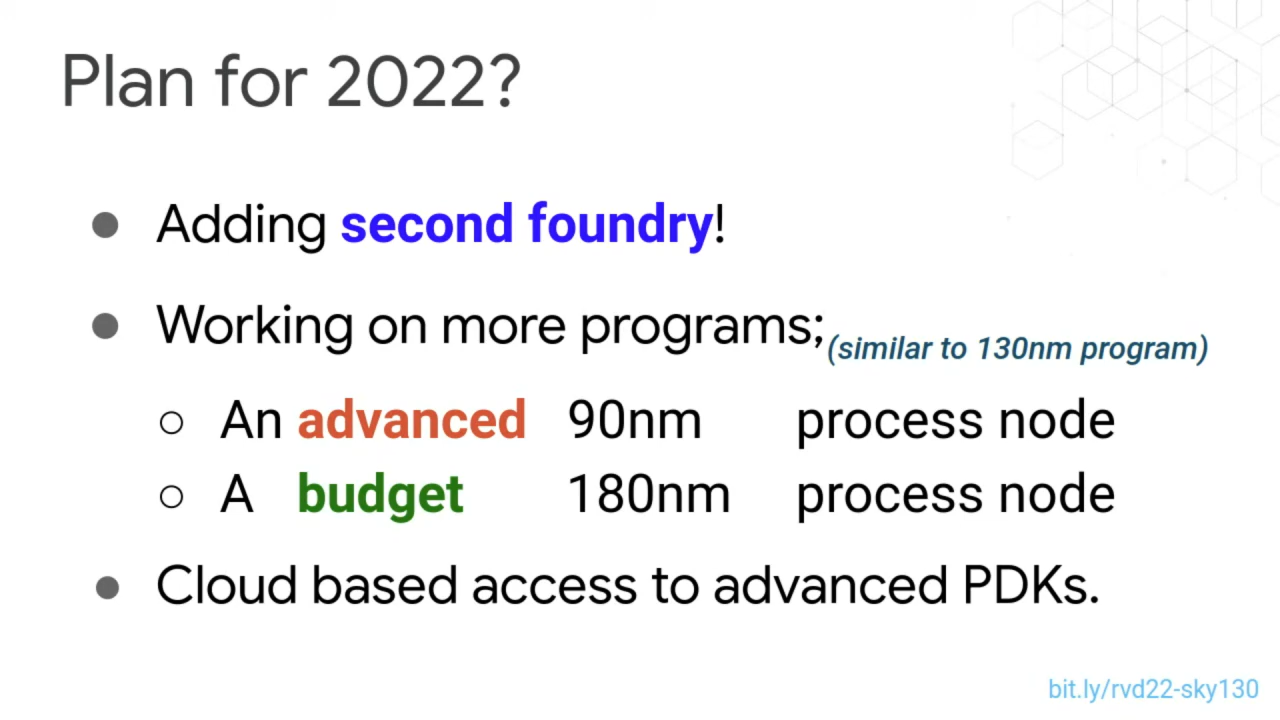 Plan for 2022?
● Adding second foundry!
● Working on more programs; (similar to 130nm program)
○ An advanced 90nm process node
○ A budget 180nm process node
● Cloud based access to advanced PDKs.
bit.ly/rvd22-sky130